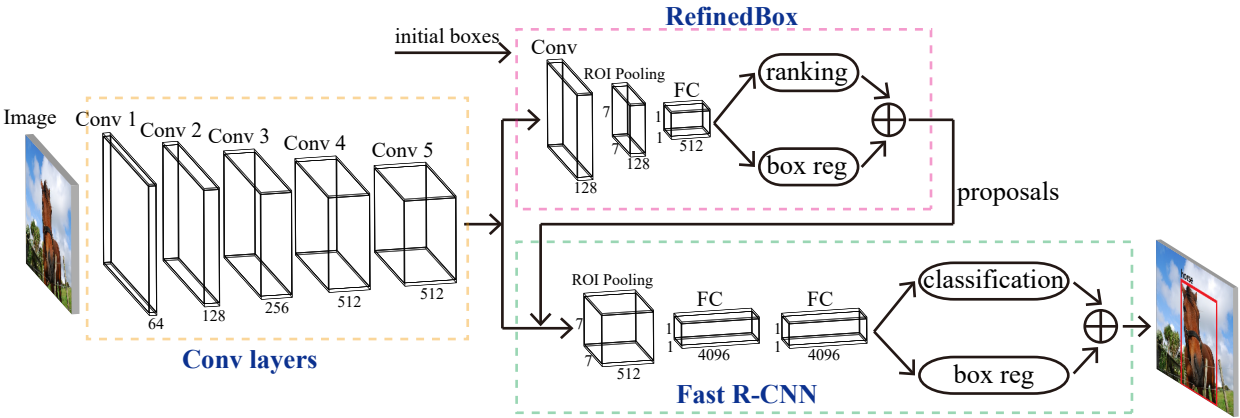 RefinedBox
initial boxes
Conv
ROI Pooling
FC
ranking
7
7
128
128
1
1
512
box reg
Image
Conv 1
Conv 2
Conv 3
Conv 4
Conv 5
64
128
256
512
512
Conv layers
proposals
ROI Pooling
FC
FC
classification
7
7
512
1
1
4096
1
1
4096
box reg
Fast R-CNN
horse